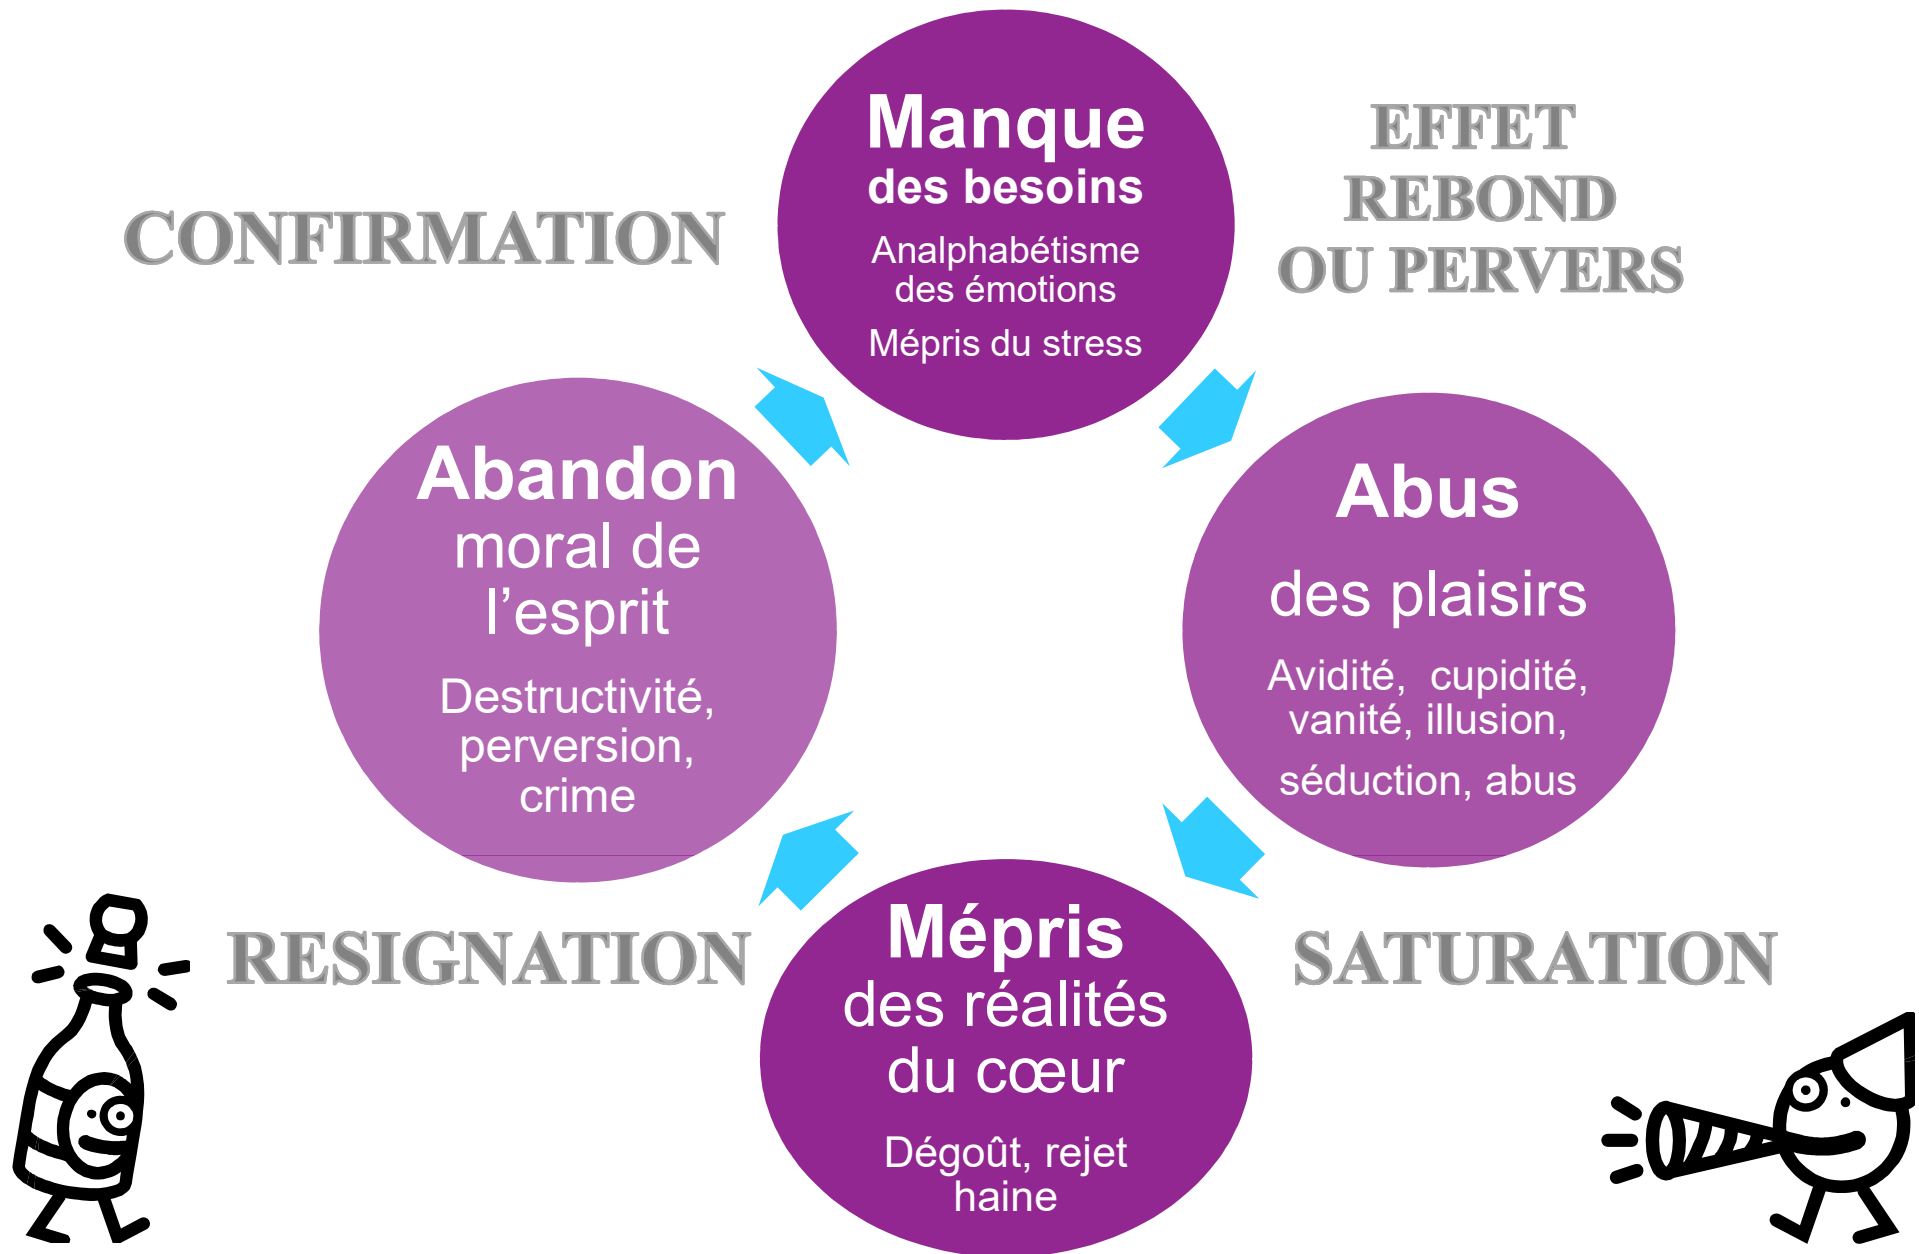 Manque
des besoins
Analphabétisme
des émotions
Mépris du stress
EFFET
REBOND
OU PERVERS
Abus
des plaisirs
Avidité,  cupidité,
vanité, illusion,
séduction, abus
SATURATION
Mépris
des réalités
du cœur
Dégoût, rejet
haine
RESIGNATION
Abandon
moral de
l’esprit
Destructivité,
perversion,
crime
CONFIRMATION